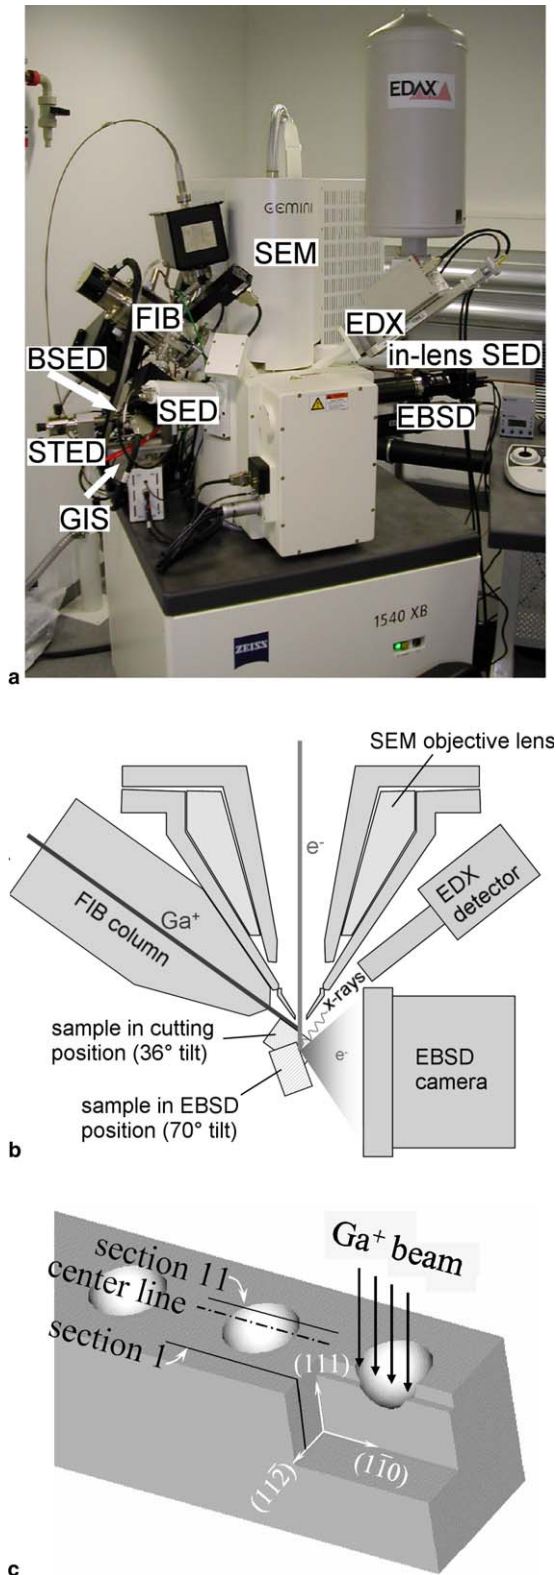 EDAX
GEMINI
SEM
FIB
EDX
BSED
in-lens SED
SED
EBSD
STED
GIS
1540 XB
ZEISS
a
SEM objective lens
e-
EDX
detector
Ga+
FIB column
x-rays
sample in cutting
position (36° tilt)
e-
EBSD
camera
sample in EBSD
position (70° tilt)
b
section 11
Ga+ beam
center line
section 1
(111)
(112̅)
(11̅0)
c